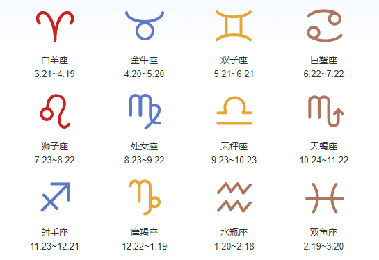 白羊座 金牛座 双子座 巨蟹座
3.21-4.19 4.20-5.20 5.21-6.21 6.22-7.22
狮子座 处女座 天秤座 天蝎座
7.23-8.22 8.23-9.22 9.23-10.23 10.24-11.22
射手座 摩羯座 水瓶座 双鱼座
11.23-12.21 12.22-1.19 1.20-2.18 2.19-3.20